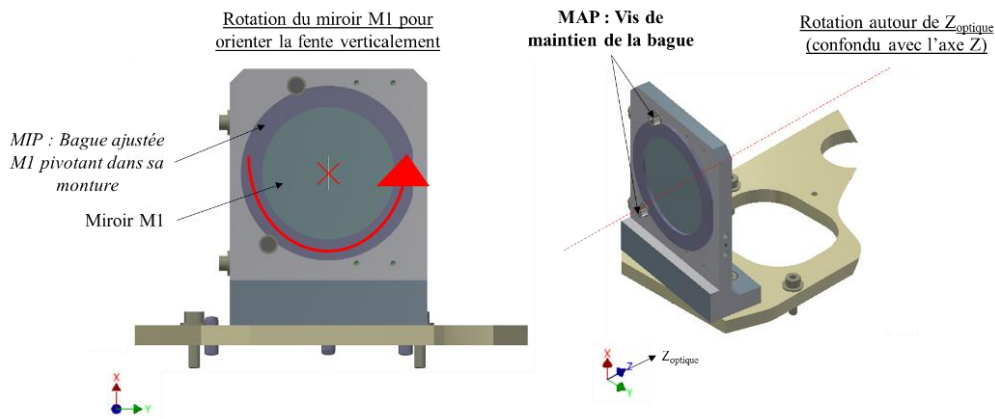 Rotation du miroir M1 pour
orienter la fente verticalement
MIP : Bague ajustée
M1 pivotant dans sa
monture
Miroir M1
X
Y
MAP : Vis de
maintien de la bague
Rotation autour de Zoptique
(confondu avec l’axe Z)
X
Z
Y
Zoptique